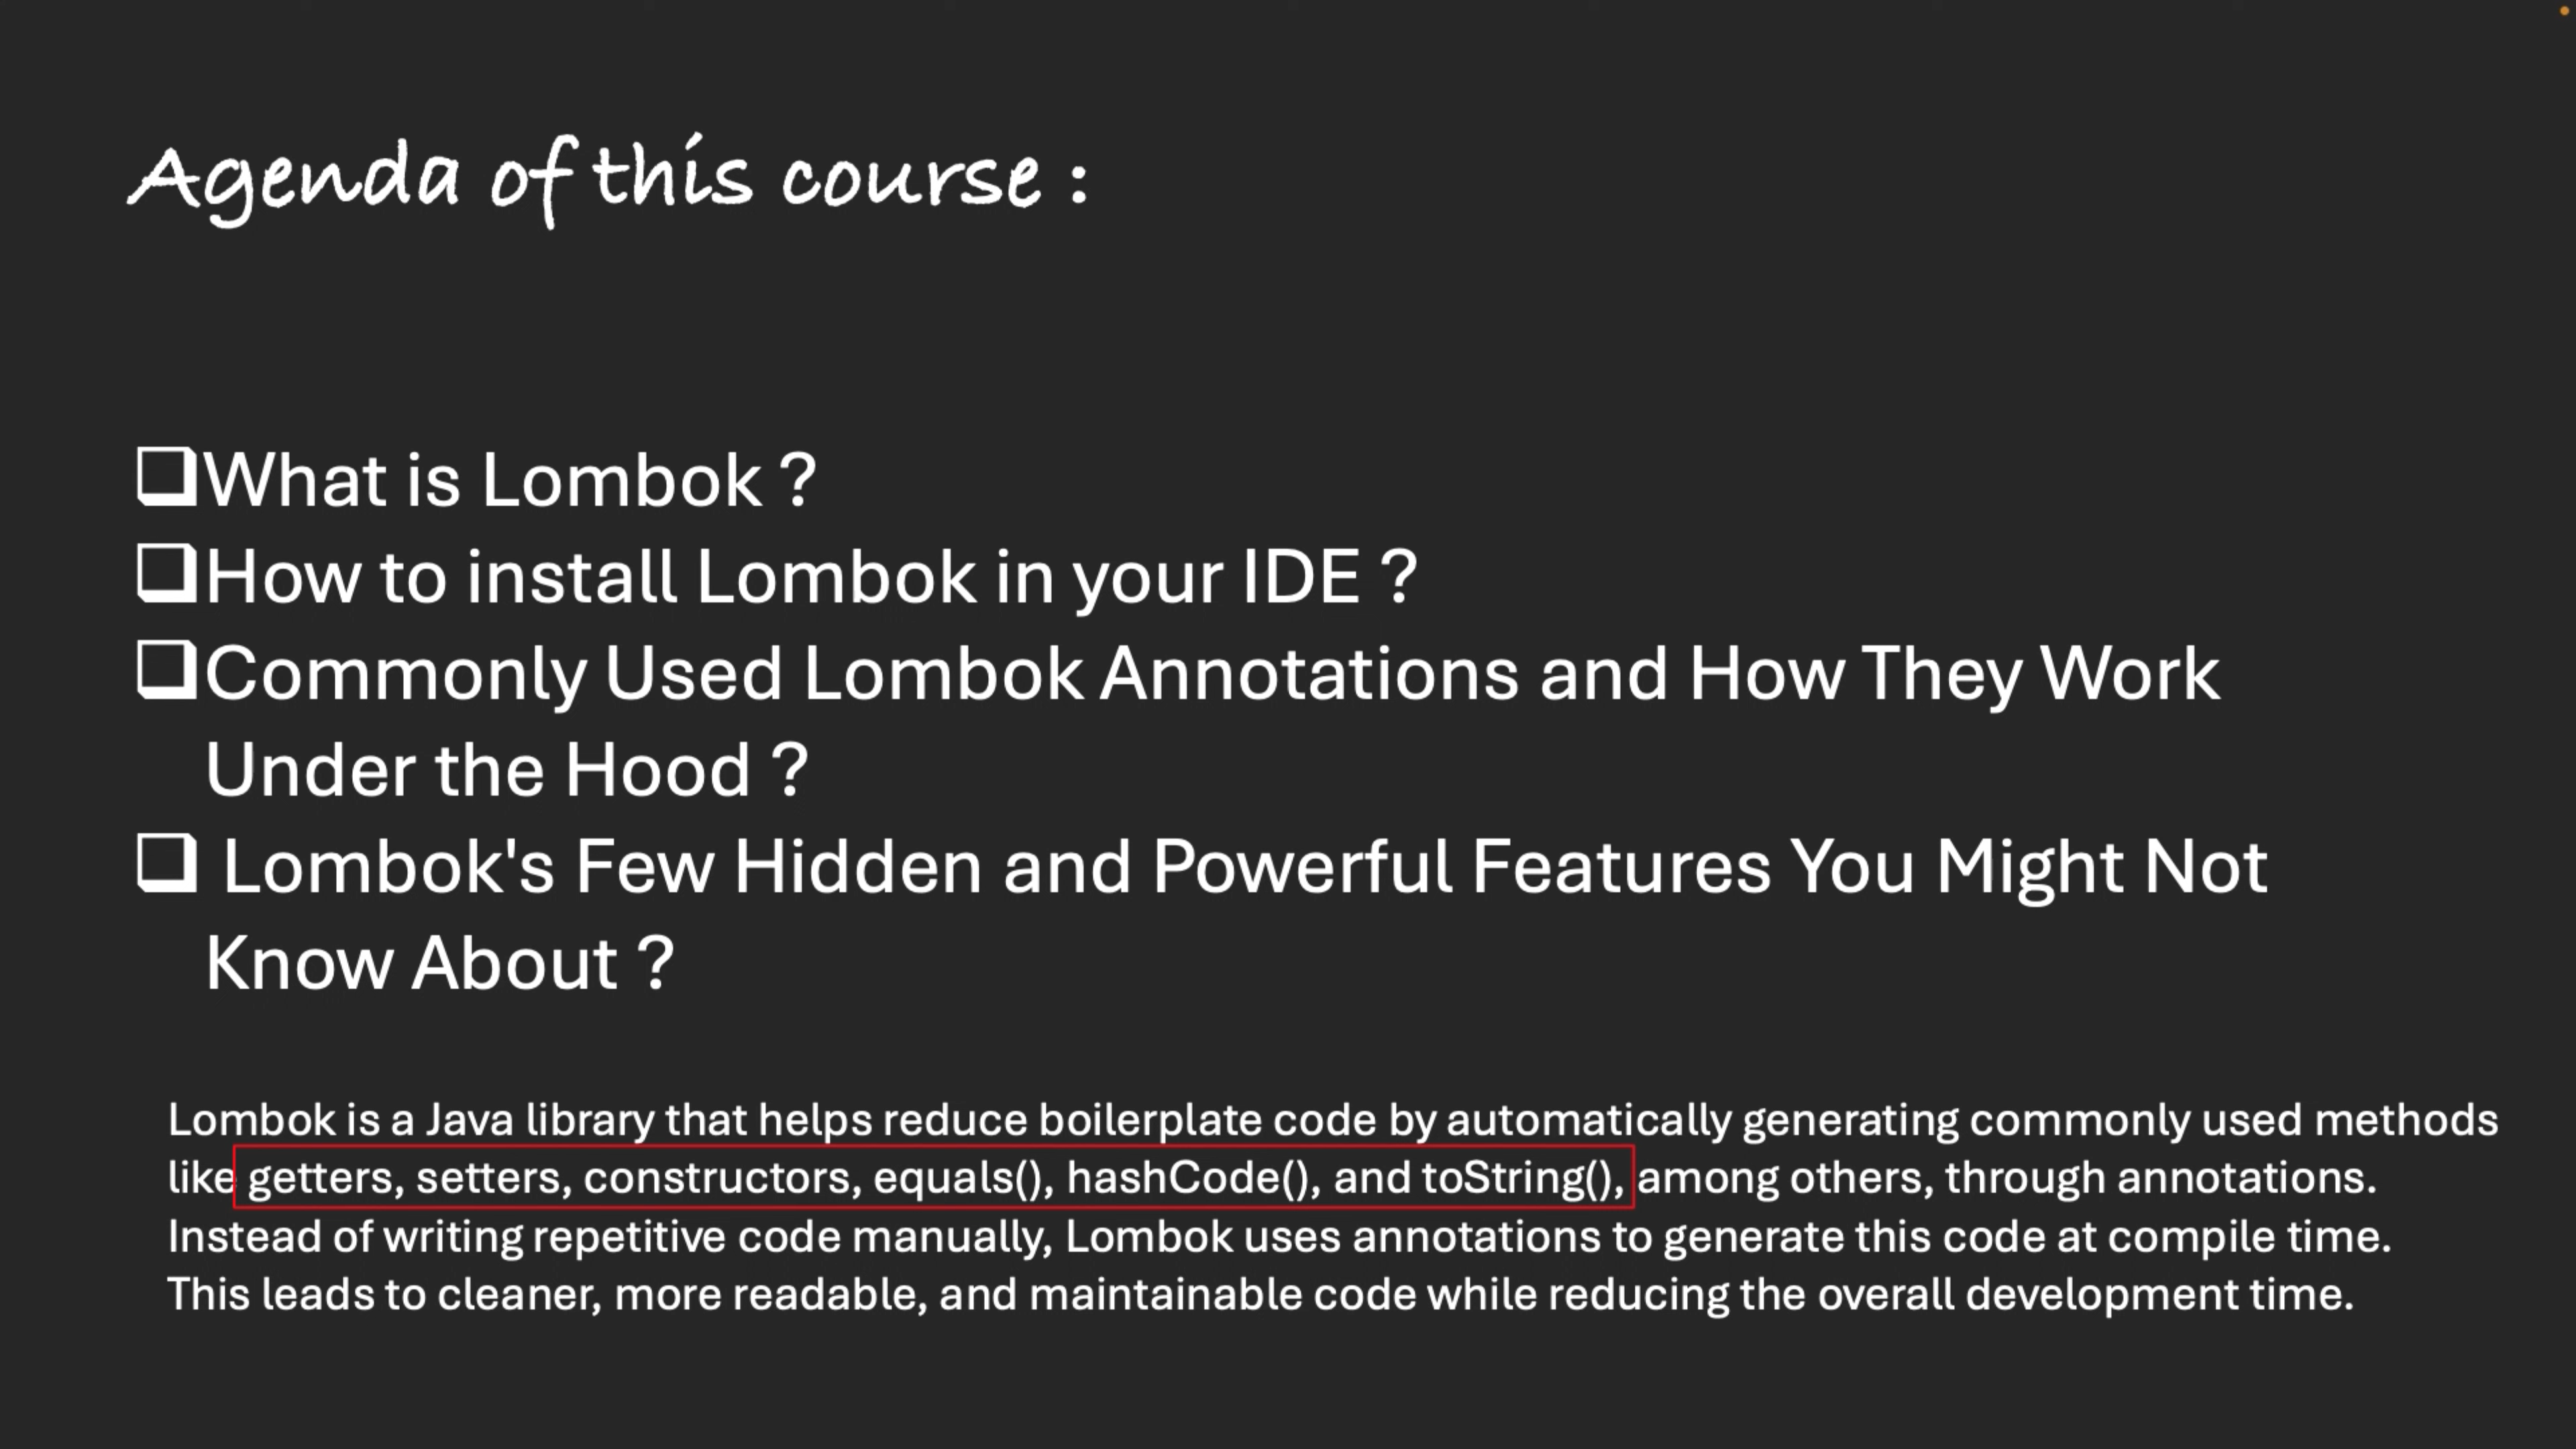 Agenda of this course :
❑What is Lombok ?
❑How to install Lombok in your IDE ?
❑Commonly Used Lombok Annotations and How They Work
Under the Hood ?
❑ Lombok's Few Hidden and Powerful Features You Might Not
Know About ?
Lombok is a Java library that helps reduce boilerplate code by automatically generating commonly used methods
like getters, setters, constructors, equals(), hashCode(), and toString(), among others, through annotations.
Instead of writing repetitive code manually, Lombok uses annotations to generate this code at compile time.
This leads to cleaner, more readable, and maintainable code while reducing the overall development time.